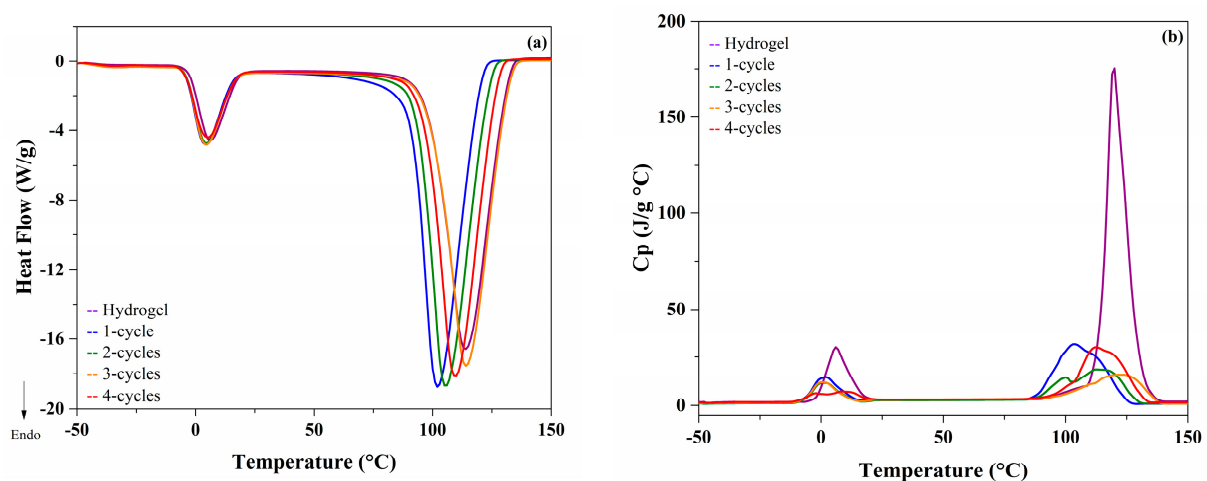 (a)
0
-4
-8
-12
-16
-20
Heat Flow (W/g)
Endo
Hydrogel
1-cycle
2-cycles
3-cycles
4-cycles
-50
0
50
100
150
Temperature (°C)
(b)
200
150
100
50
0
Cp (J/g °C)
Hydrogel
1-cycle
2-cycles
3-cycles
4-cycles
-50
0
50
100
150
Temperature (°C)